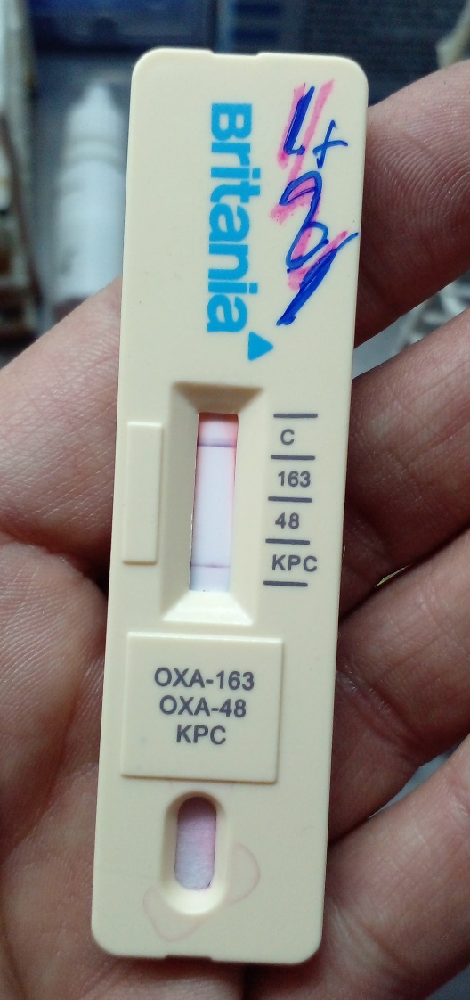 Britania
C
163
48
KPC
OXA-163
OXA-48
KPC